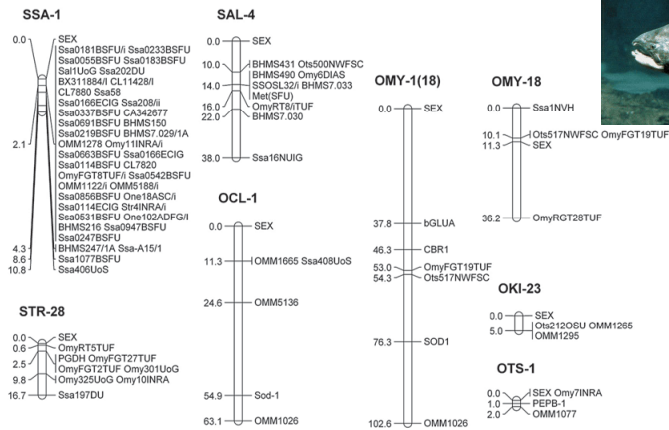 SSA-1
0.0 SEX
Ssa0181BSFU/i Ssa0233BSFU
Ssa0055BSFU Ssa0183BSFU
Sal1UoG Ssa202DU
BX311884/I CL11428/I
CL7880 Ssa58
Ssa0166ECIG Ssa208/ii
Ssa0337BSFU CA342677
Ssa0691BSFU BHMS150
Ssa0219BSFU BHMS7.029/1A
2.1 OMM1278 Omy11INRA/i
Ssa0663BSFU Ssa0166ECIG
Ssa0114BSFU CL7820
OmyFGT8TUF/i Ssa0542BSFU
OMM1122/i OMM5188/i
Ssa0856BSFU One18ASC/i
Ssa0114ECIG Str4INRA/i
Ssa0631BSFU One102ADFG/I
BHMS216 Ssa0947BSFU
Ssa0247BSFU
4.3 BHMS247/1A Ssa-A15/1
8.6 Ssa1077BSFU
10.8 Ssa406UoS
STR-28
0.0 SEX
0.6 OmyRT5TUF
2.5 PGDH OmyFGT27TUF
OmyFGT2TUF Omy301UoG
9.8 Omy325UoG Omy10INRA
16.7 Ssa197DU
SAL-4
0.0 SEX
10.0 BHMS431 Ots500NWFSC
BHMS490 Omy6DIAS
14.0 SSOSL32/i BHMS7.033
Met(SFU)
16.0 OmyRT8/iTUF
22.0 BHMS7.030
38.0 Ssa16NUIG
OCL-1
0.0 SEX
11.3 OMM1665 Ssa408UoS
24.6 OMM5136
54.9 Sod-1
63.1 OMM1026
OMY-1(18)
0.0 SEX
37.8 bGLUA
46.3 CBR1
53.0 OmyFGT19TUF
54.3 Ots517NWFSC
76.3 SOD1
102.6 OMM1026
OMY-18
0.0 Ssa1NVH
10.1 Ots517NWFSC OmyFGT19TUF
11.3 SEX
36.2 OmyRGT28TUF
OKI-23
0.0 SEX
5.0 Ots212OSU OMM1265
OMM1295
OTS-1
0.0 SEX Omy7INRA
1.0 PEPB-1
2.0 OMM1077